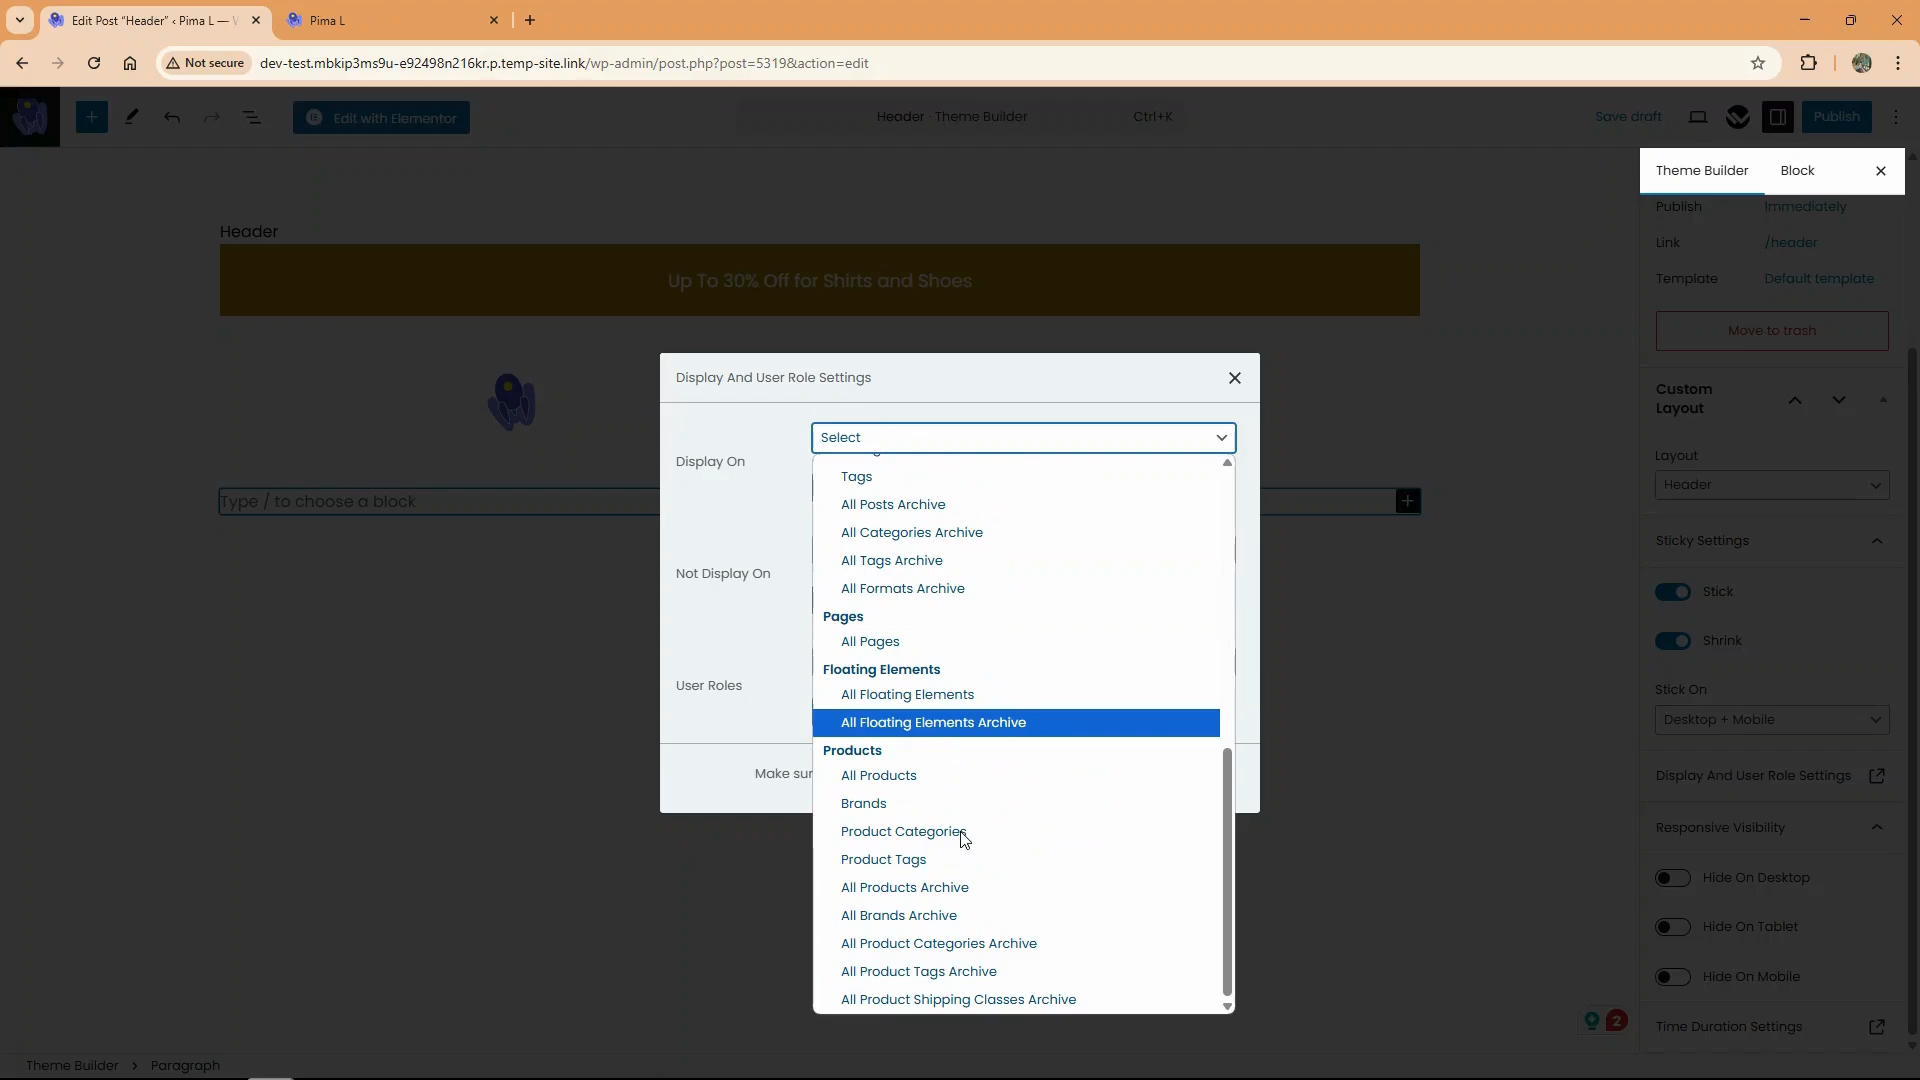 Edit Post “Header” ‹ Pima L — W
Pima L
Not secure
dev-test.mbkip3ms9u-e92498n216kr.p.temp-site.link/wp-admin/post.php?post=5319&action=edit
Edit with Elementor
Header · Theme Builder
Ctrl+K
Save draft
Publish
Theme Builder
Block
Publish
Immediately
Link
/header
Template
Default template
Move to trash
Custom Layout
Layout
Header
Sticky Settings
Stick
Shrink
Stick On
Desktop + Mobile
Display And User Role Settings
Responsive Visibility
Hide On Desktop
Hide On Tablet
Hide On Mobile
Time Duration Settings
2
Header
Up To 30% Off for Shirts and Shoes
Type / to choose a block
Display And User Role Settings
Display On
Select
Tags
All Posts Archive
All Categories Archive
All Tags Archive
All Formats Archive
Pages
All Pages
Floating Elements
All Floating Elements
All Floating Elements Archive
Products
All Products
Brands
Product Categories
Product Tags
All Products Archive
All Brands Archive
All Product Categories Archive
All Product Tags Archive
All Product Shipping Classes Archive
Not Display On
User Roles
Make sur
Theme Builder › Paragraph